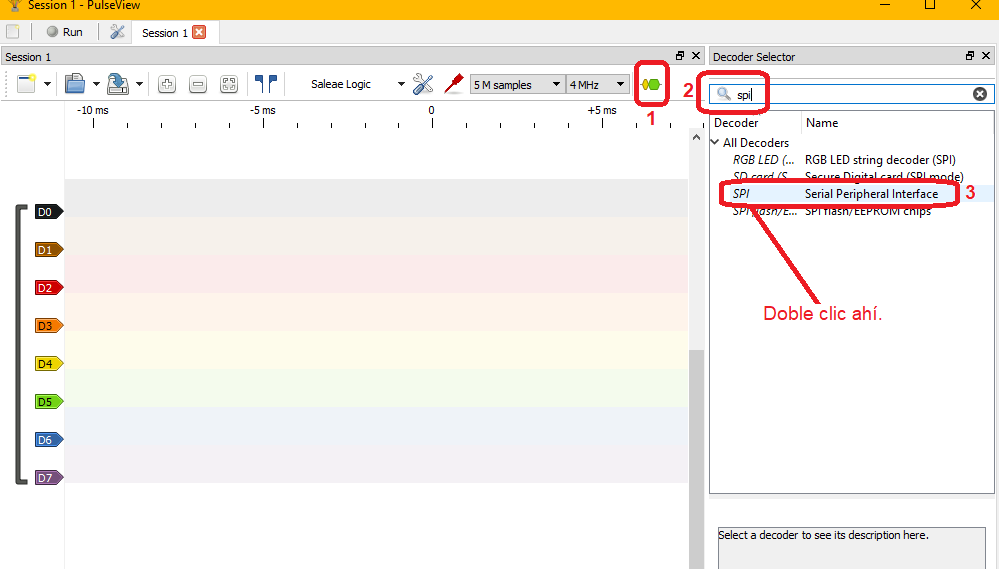 Session 1 - PulseView
Run
Session 1
Session 1
Decoder Selector
Saleae Logic
5 M samples
4 MHz
1
2
spi
-10 ms
-5 ms
0
+5 ms
Decoder Name
All Decoders
RGB LED (... RGB LED string decoder (SPI)
SD card (S... Secure Digital card (SPI mode)
SPI Serial Peripheral Interface
3
SPI flash/E... SPI flash/EEPROM chips
Doble clic ahí.
D0
D1
D2
D3
D4
D5
D6
D7
Select a decoder to see its description here.